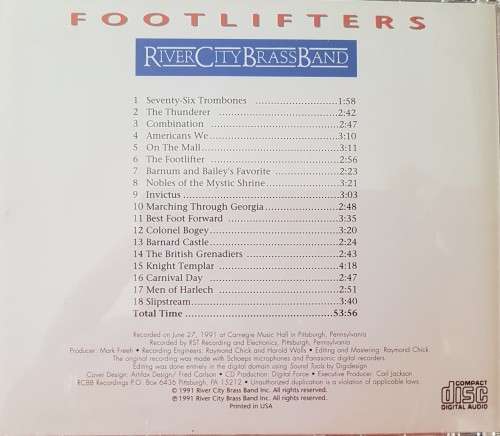 FOOTLIFTERS
RIVER CITY BRASS BAND
1 Seventy-Six Trombones ..................1:58
2 The Thunderer ..................2:42
3 Combination ..................2:47
4 Americans We ..................3:10
5 On The Mall ..................3:11
6 The Footlifter ..................2:56
7 Barnum and Bailey's Favorite ..................2:23
8 Nobles of the Mystic Shrine ..................3:21
9 Invictus ..................3:03
10 Marching Through Georgia ..................2:48
11 Best Foot Forward ..................3:35
12 Colonel Bogey ..................3:20
13 Barnard Castle ..................2:24
14 The British Grenadiers ..................2:43
15 Knight Templar ..................4:18
16 Carnival Day ..................2:47
17 Men of Harlech ..................2:51
18 Slipstream ..................3:40
Total Time ..................53:56
Recorded on June 27, 1991 at Carnegie Music Hall in Pittsburgh, Pennsylvania
Recorded by RST Recording and Electronics, Pittsburgh, Pennsylvania
Producer: Mark Freeh • Recording Engineers: Raymond Chick and Harold Walls • Editing and Mastering: Raymond Chick
The original recording was made with Schoeps microphones and Panasonic digital recorders.
Editing was done entirely in the digital domain using Sound Tools by Digidesign
Cover Design: Artifax Design/ Fred Carlson • CD Production: Digital Force • Executive Producer: Carl Jackson
RCBB Recordings P.O. Box 6436 Pittsburgh, PA 15212 • Unauthorized duplication is a violation of applicable laws.
©1991 River City Brass Band Inc. All rights reserved.
℗1991 River City Brass Band Inc. All rights reserved.
Printed in USA
COMPACT
disc
DIGITAL AUDIO